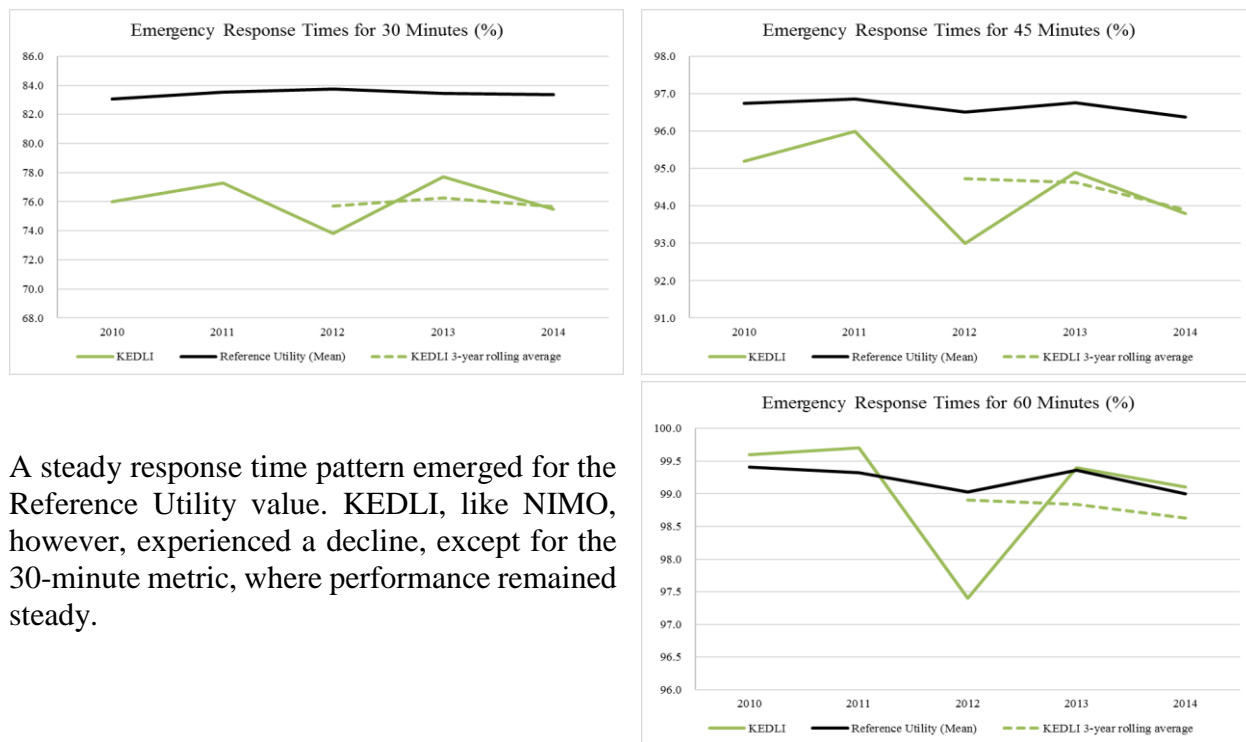 Emergency Response Times for 30 Minutes (%)
86.0
84.0
82.0
80.0
78.0
76.0
74.0
72.0
70.0
68.0
2010 2011 2012 2013 2014
KEDLI Reference Utility (Mean) KEDLI 3-year rolling average
Emergency Response Times for 45 Minutes (%)
98.0
97.0
96.0
95.0
94.0
93.0
92.0
91.0
2010 2011 2012 2013 2014
KEDLI Reference Utility (Mean) KEDLI 3-year rolling average
A steady response time pattern emerged for the
Reference Utility value. KEDLI, like NIMO,
however, experienced a decline, except for the
30-minute metric, where performance remained
steady.
Emergency Response Times for 60 Minutes (%)
100.0
99.5
99.0
98.5
98.0
97.5
97.0
96.5
96.0
2010 2011 2012 2013 2014
KEDLI Reference Utility (Mean) KEDLI 3-year rolling average